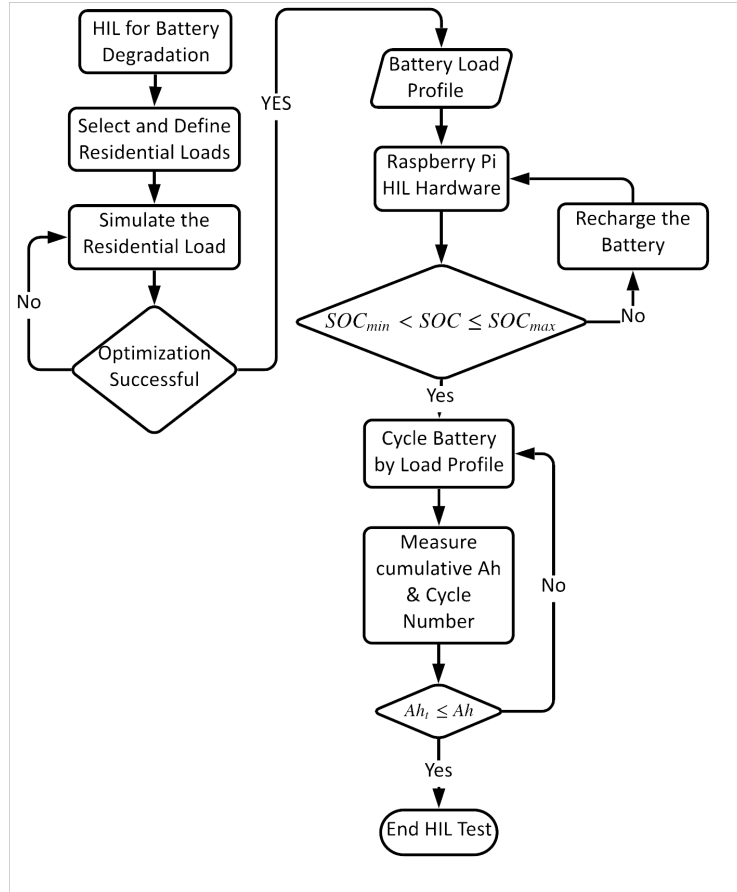 HIL for Battery
Degradation
Select and Define
Residential Loads
Simulate the
Residential Load
No
Optimization
Successful
YES
Battery Load
Profile
Raspberry Pi
HIL Hardware
Recharge the
Battery
SOC_min < SOC ≤ SOC_max
No
Yes
Cycle Battery
by Load Profile
Measure
cumulative Ah
& Cycle
Number
No
Ah_t ≤ Ah
Yes
End HIL Test